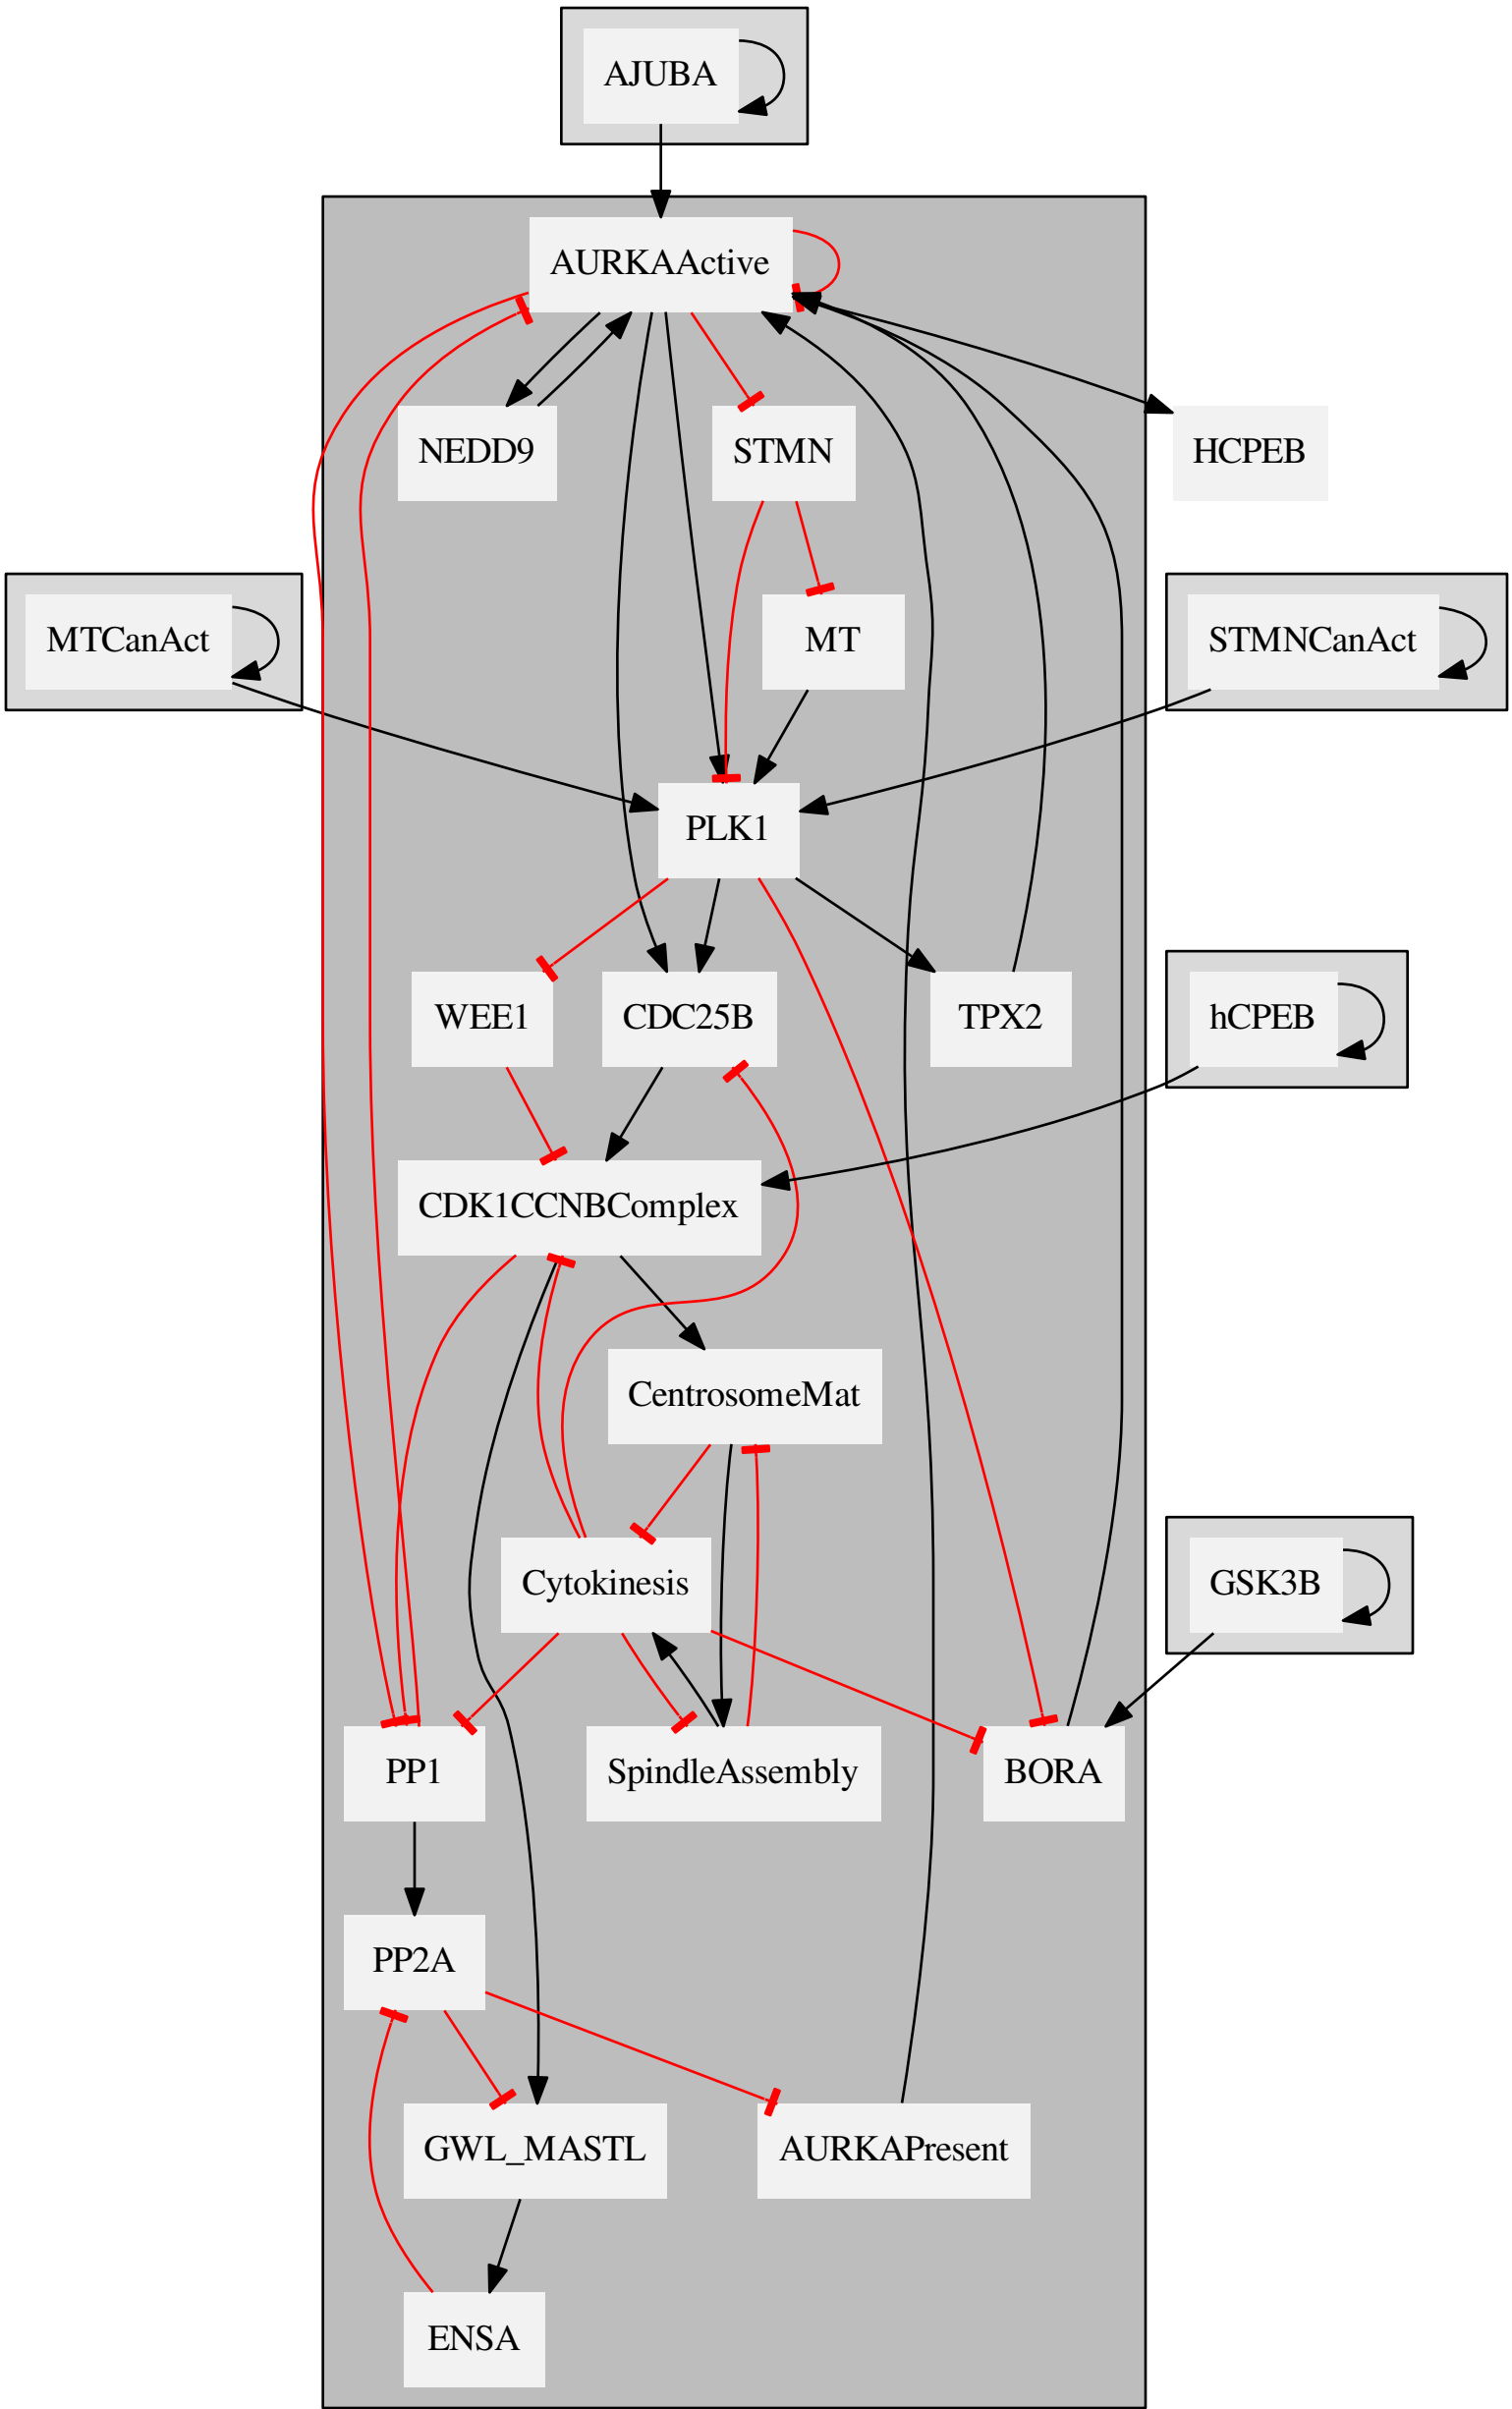 AJUBA
AURKAActive
NEDD9
STMN
HCPEB
MTCanAct
MT
STMNCanAct
PLK1
WEE1
CDC25B
TPX2
hCPEB
CDK1CCNBComplex
CentrosomeMat
Cytokinesis
GSK3B
PP1
SpindleAssembly
BORA
PP2A
GWL_MASTL
AURKAPresent
ENSA